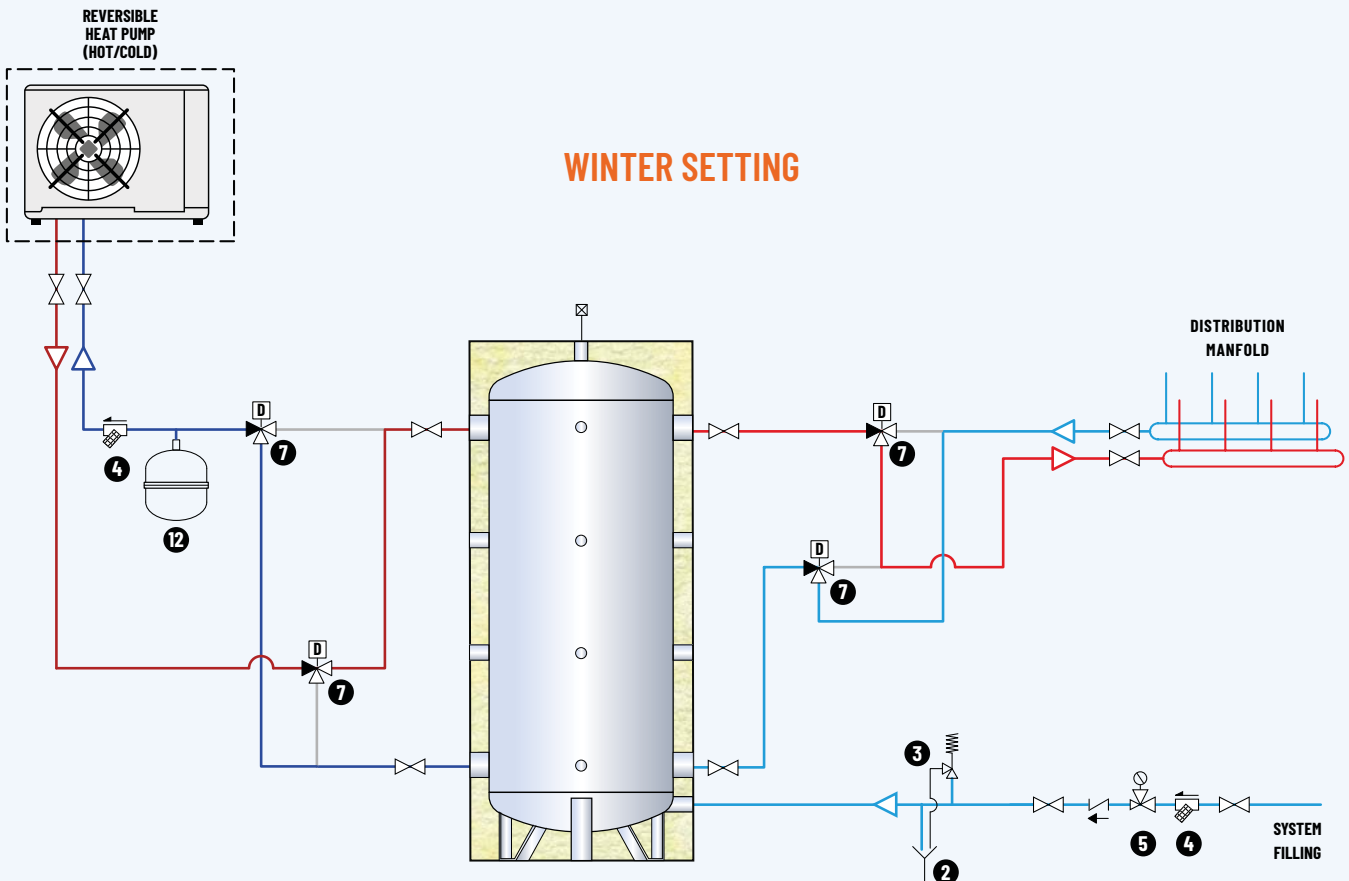 REVERSIBLE
HEAT PUMP
(HOT/COLD)
WINTER SETTING
DISTRIBUTION
MANFOLD
D
7
4
12
D
7
D
7
D
7
3
5
4
2
SYSTEM
FILLING